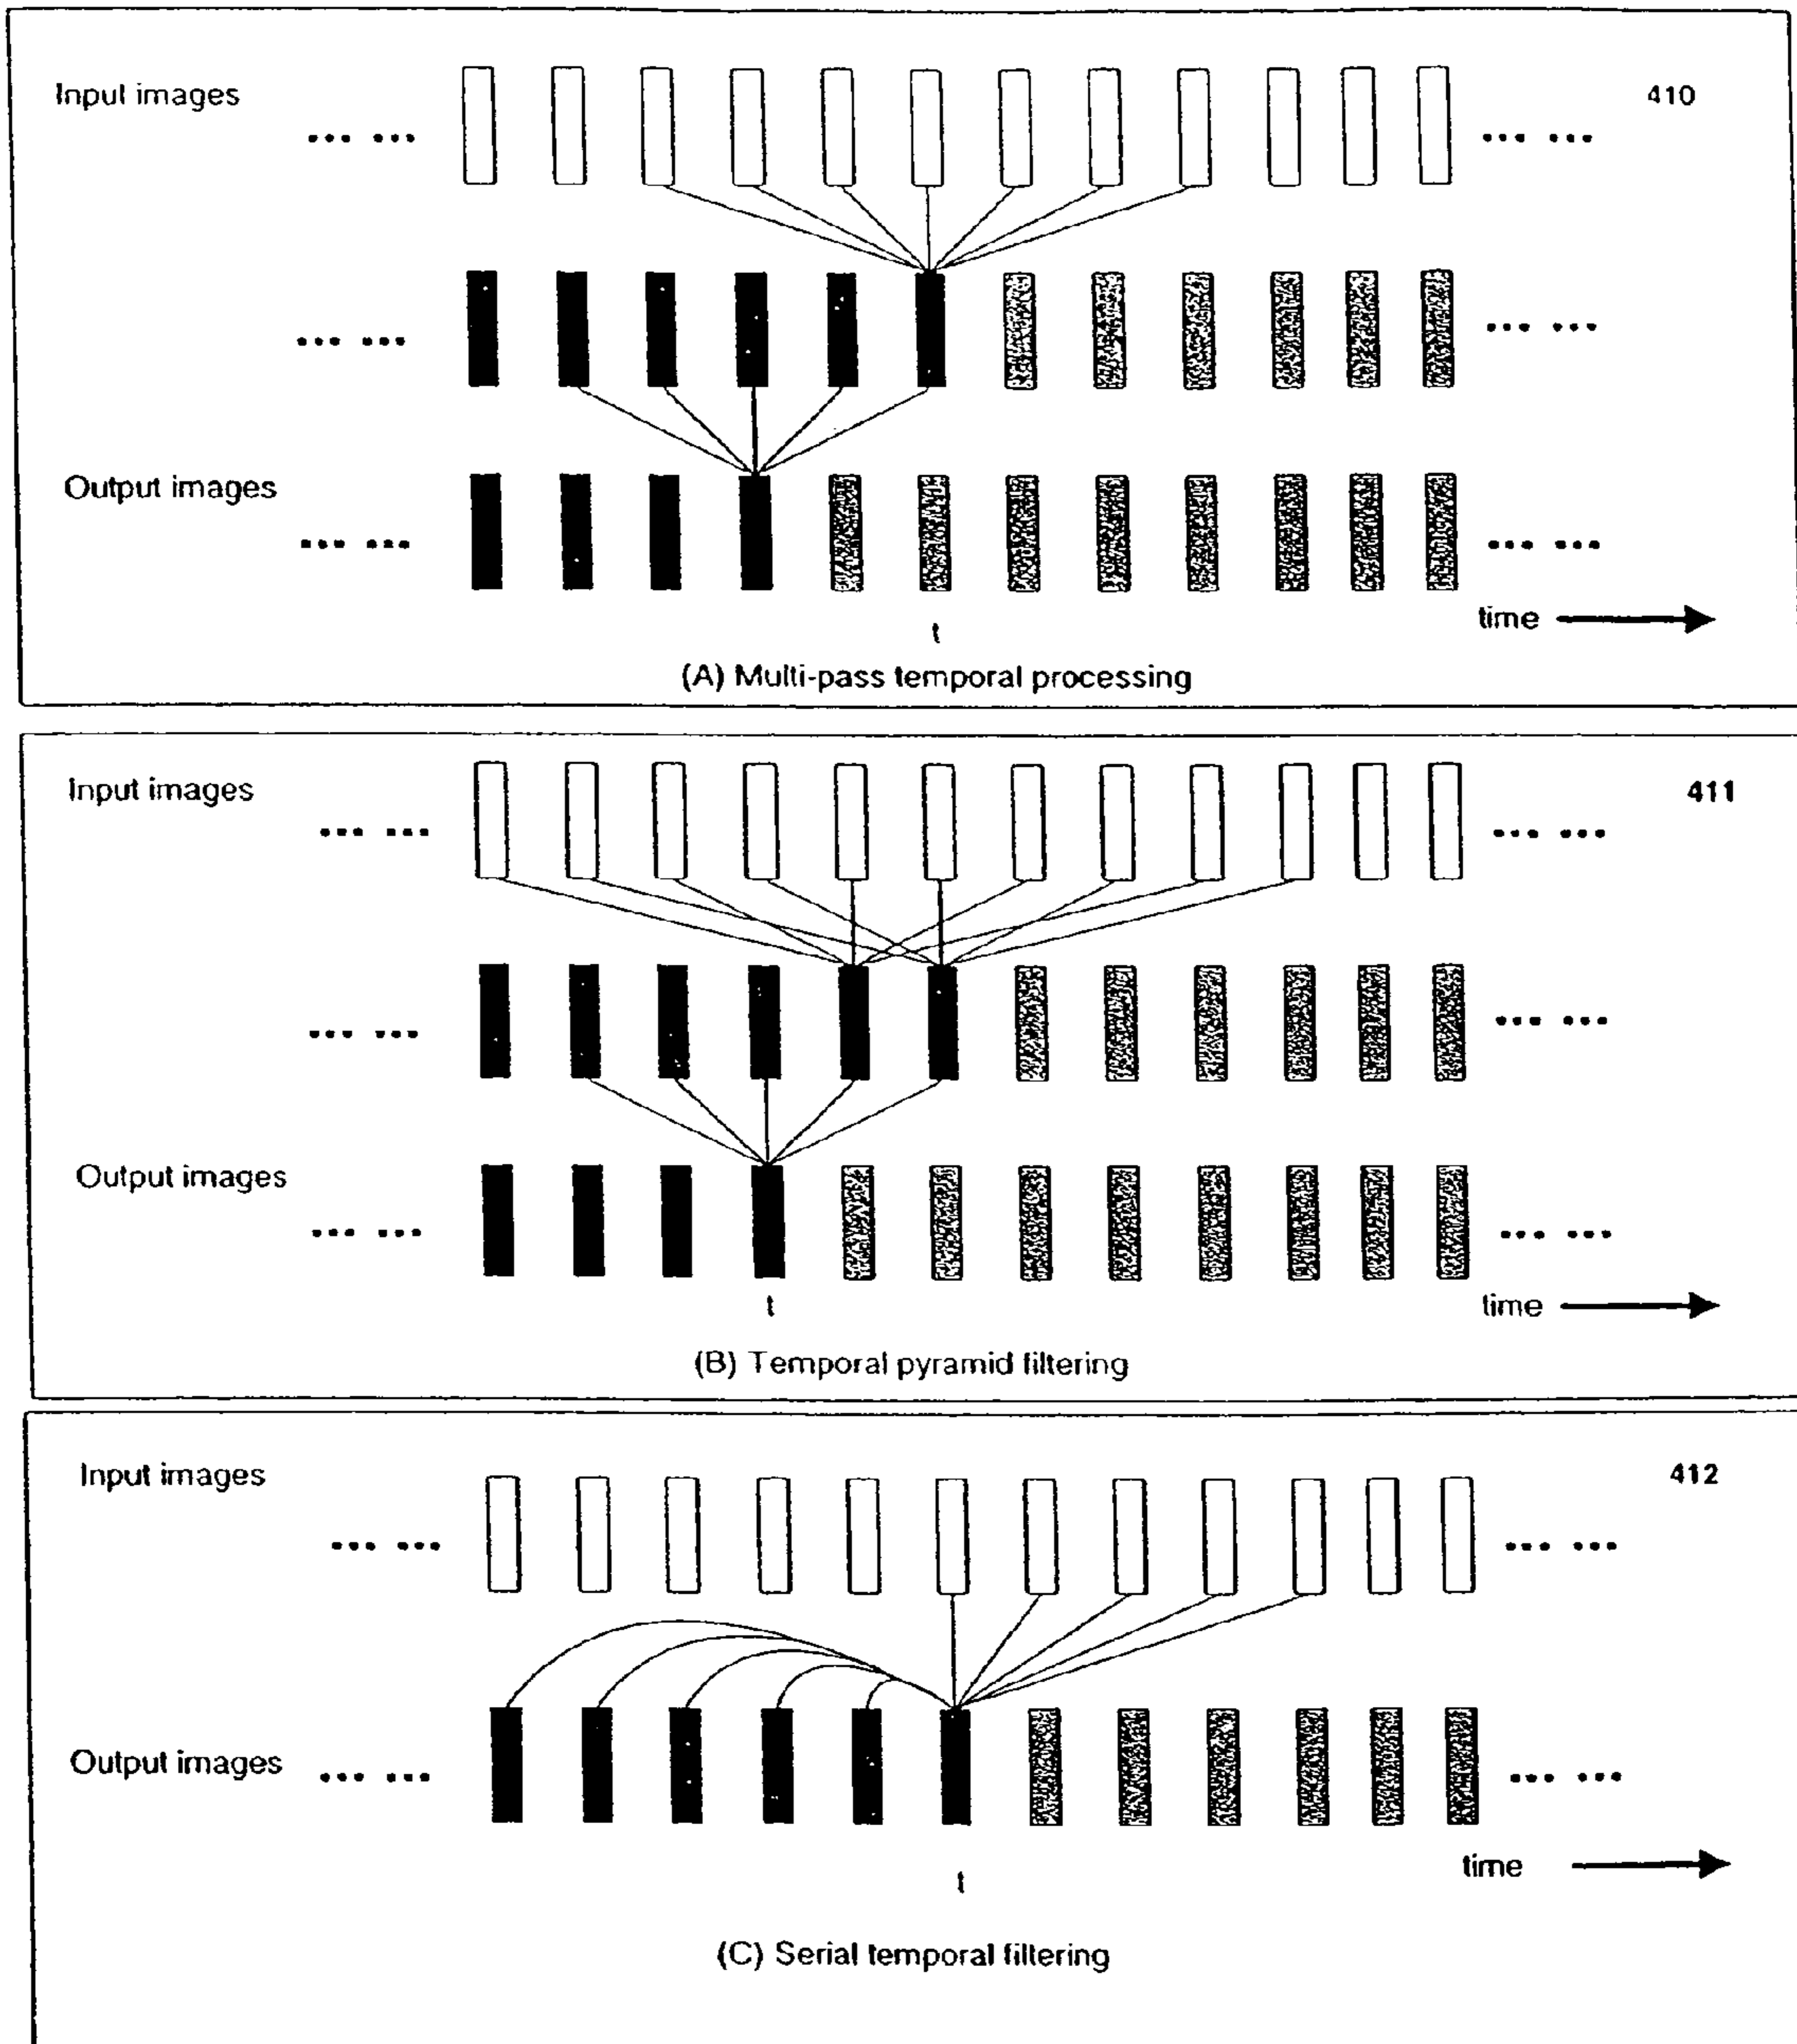 Input images
410
... ...
... ...
... ...
... ...
Output images
... ...
... ...
t
time
(A) Multi-pass temporal processing
Input images
411
... ...
... ...
... ...
... ...
Output images
... ...
... ...
t
time
(B) Temporal pyramid filtering
Input images
412
... ...
... ...
Output images
... ...
... ...
t
time
(C) Serial temporal filtering